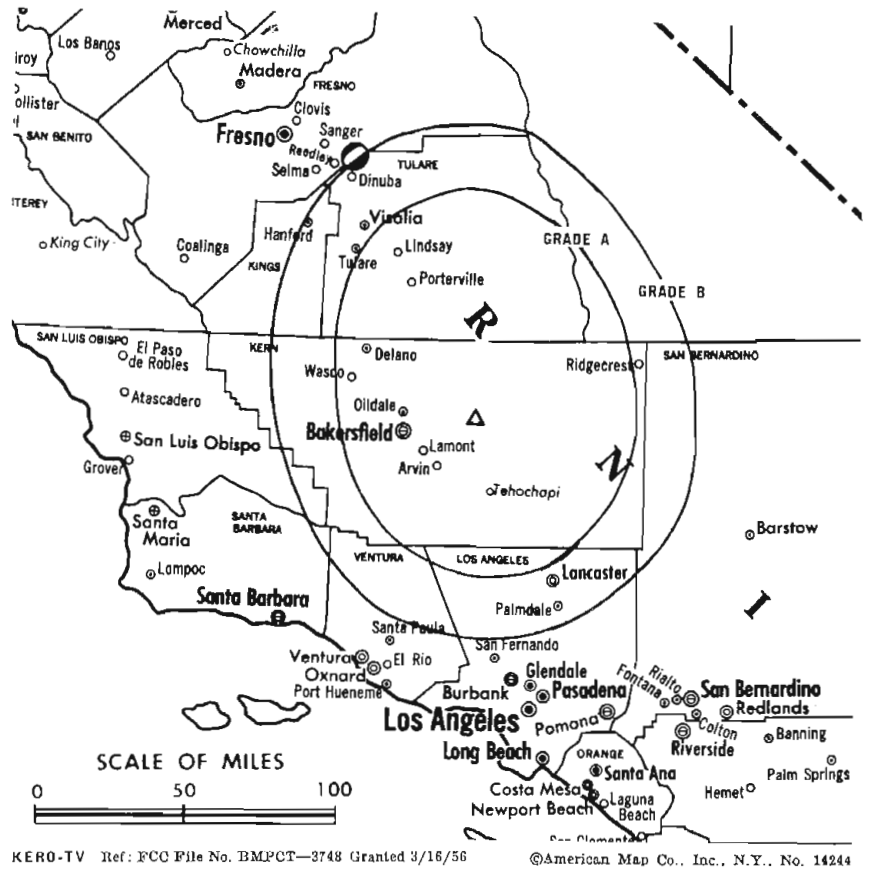 Merced
Los Banos
Chowchilla
iroy
Madera
FRESNO
ollister
Clovis
SAN BENITO
Fresno
Sanger
Reedley
TULARE
Selma
Dinuba
TEREY
Visalia
Hanford
GRADE A
King City
Coalinga
Lindsay
Tulare
KINGS
Porterville
GRADE B
R
SAN LUIS OBISPO
El Paso
de Robles
KERN
Delano
SAN BERNARDINO
Wasco
Ridgecrest
Atascadero
Oildale
San Luis Obispo
Bakersfield
Lamont
Grover
Arvin
N
Tehachapi
Santa
Maria
SANTA
BARBARA
Barstow
VENTURA
LOS ANGELES
Lompoc
Lancaster
Santa Barbara
Palmdale
I
Santa Paula
San Fernando
Ventura
El Rio
Oxnard
Glendale
Rialto
Fontana
Port Hueneme
Burbank
Pasadena
San Bernardino
Redlands
Los Angeles
Pomona
Colton
Long Beach
ORANGE
Riverside
Banning
SCALE OF MILES
Santa Ana
Palm Springs
0 50 100
Costa Mesa
Hemet
Newport Beach
Laguna
Beach
San Clemente
KERO-TV Ref: FCC File No. BMPCT—3748 Granted 3/16/56 ©American Map Co., Inc., N.Y., No. 14244